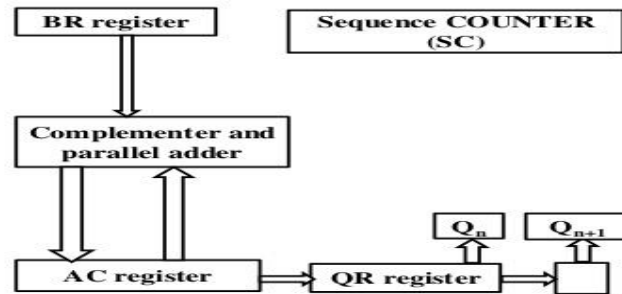 BR register
Sequence COUNTER
(SC)
Complementer and
parallel adder
Qn
Qn+1
AC register
QR register